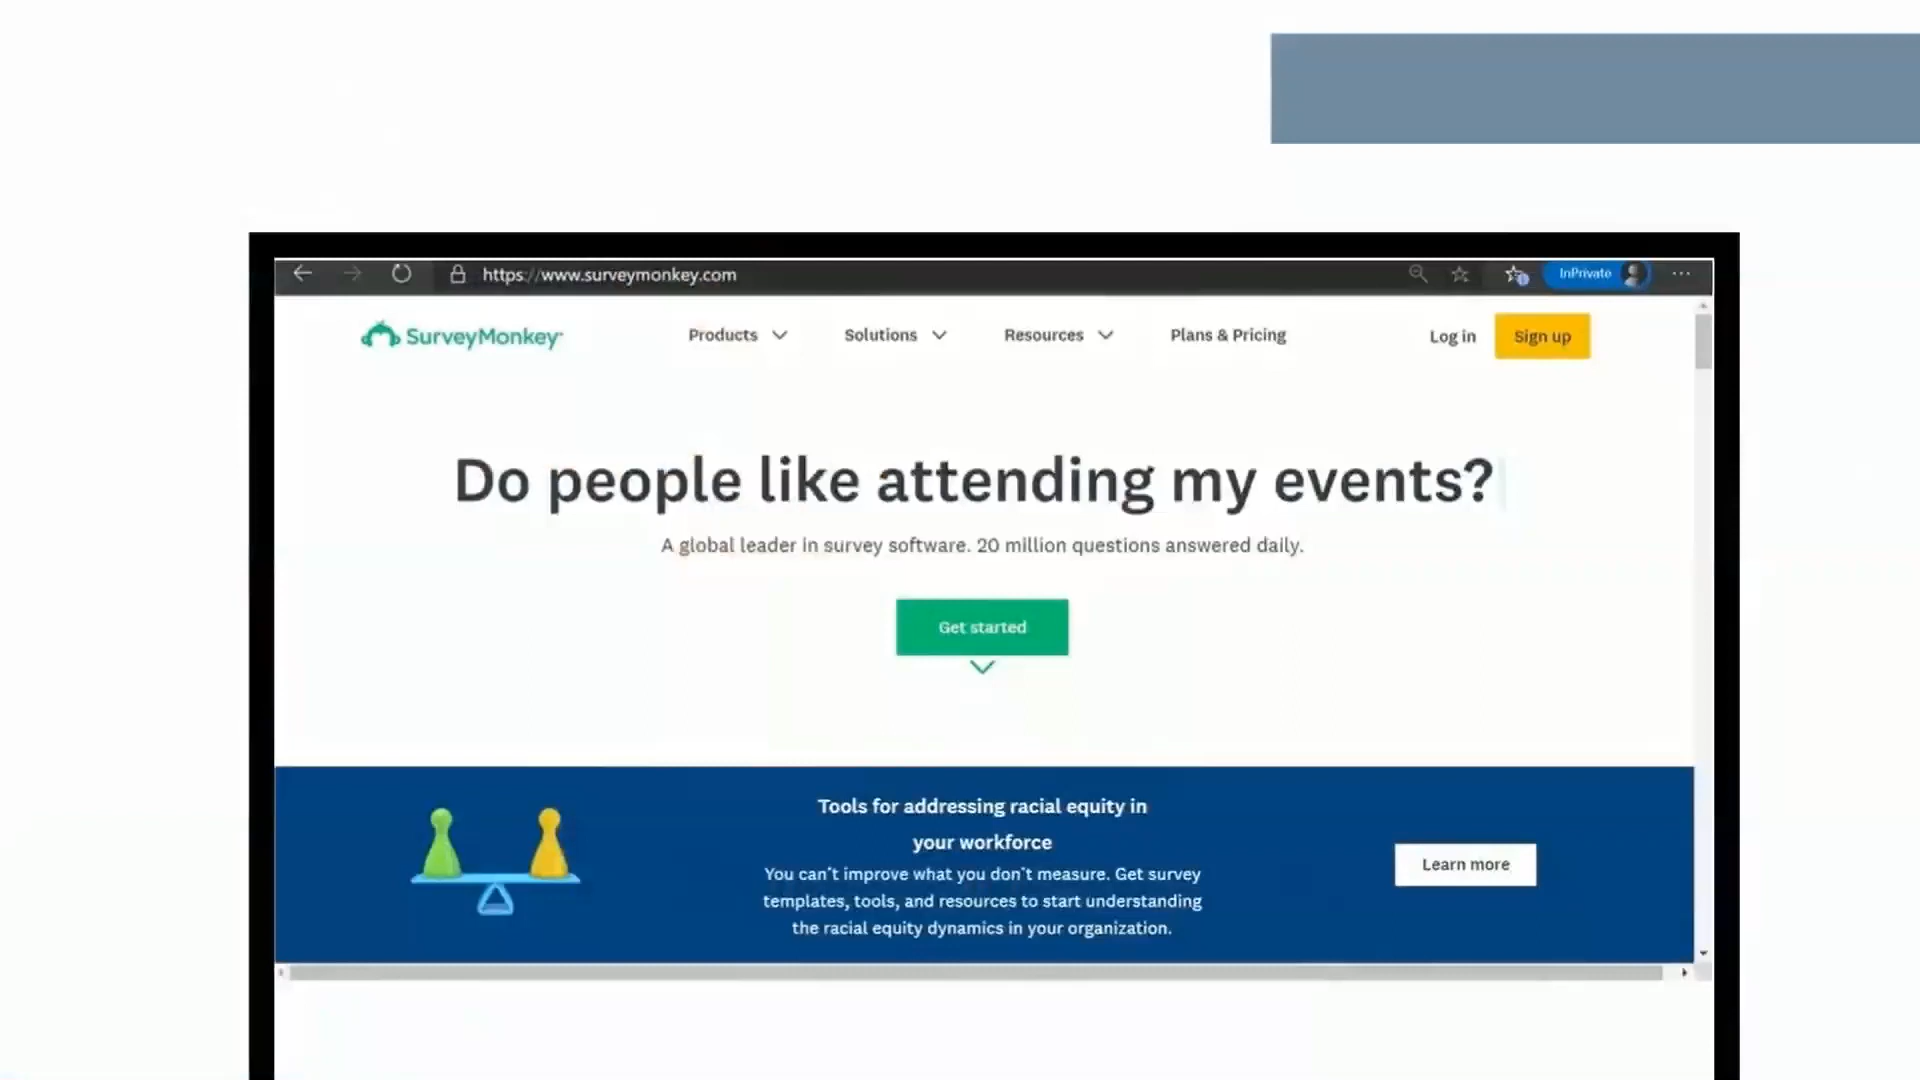 https://www.surveymonkey.com
InPrivate
SurveyMonkey
Products
Solutions
Resources
Plans & Pricing
Log in
Sign up
Do people like attending my events?
A global leader in survey software. 20 million questions answered daily.
Get started
Tools for addressing racial equity in
your workforce
You can't improve what you don't measure. Get survey
templates, tools, and resources to start understanding
the racial equity dynamics in your organization.
Learn more